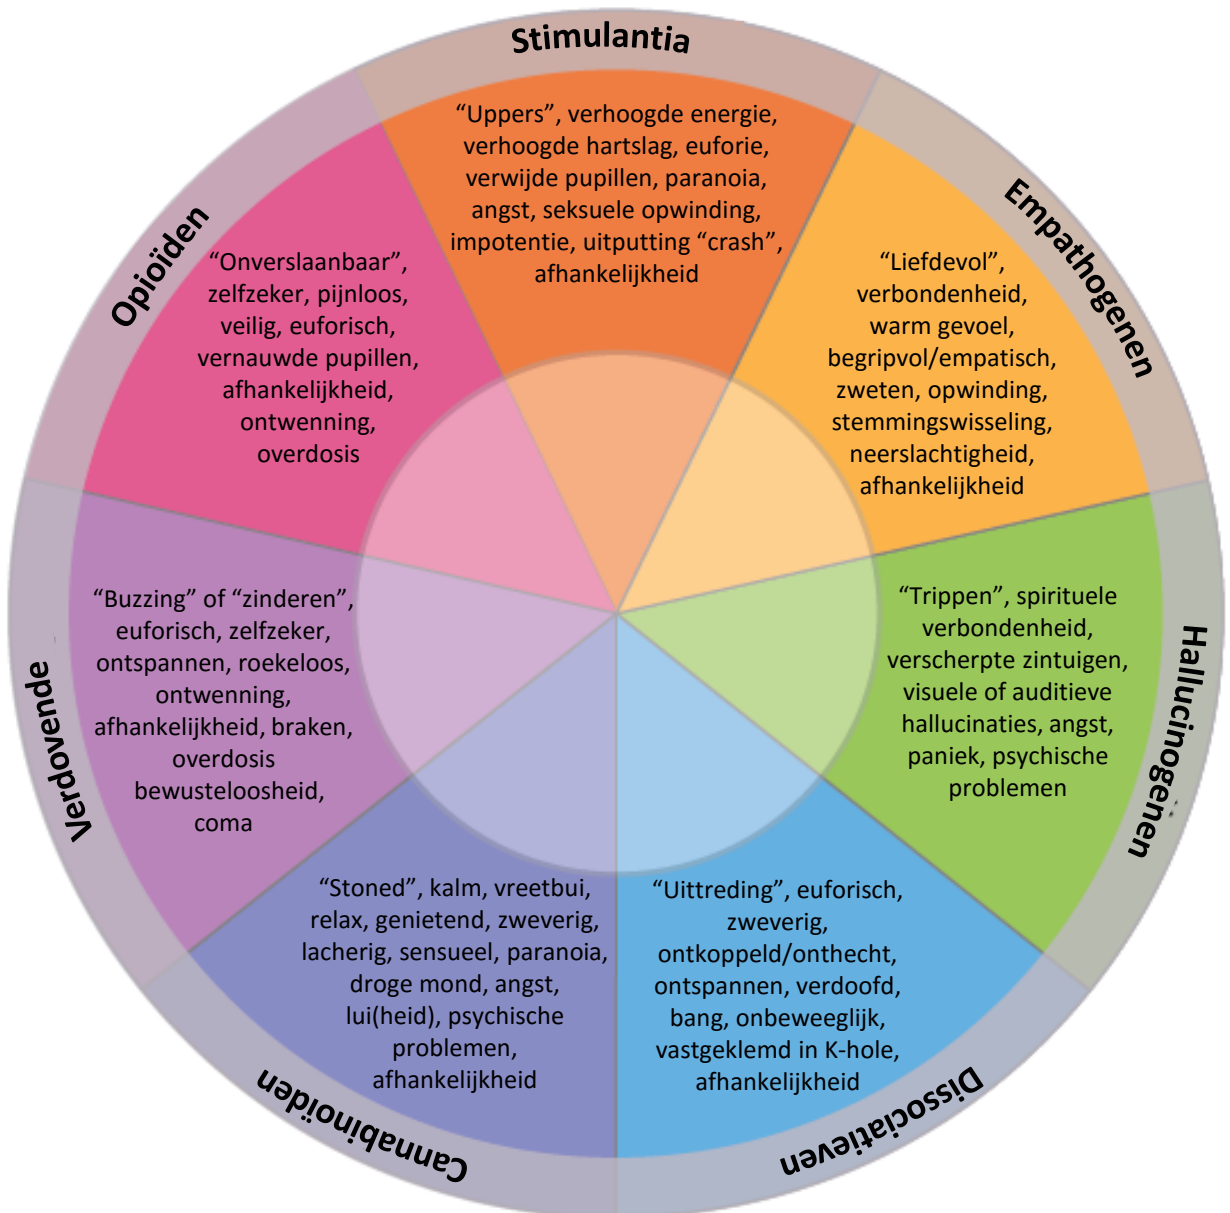 Stimulantia
“Uppers”, verhoogde energie,
verhoogde hartslag, euforie,
verwijde pupillen, paranoia,
angst, seksuele opwinding,
impotentie, uitputting “crash”,
afhankelijkheid
Empathogenen
“Liefdevol”,
verbondenheid,
warm gevoel,
begripvol/empatisch,
zweten, opwinding,
stemmingswisseling,
neerslachtigheid,
afhankelijkheid
Hallucinogenen
“Trippen”, spirituele
verbondenheid,
verscherpte zintuigen,
visuele of auditieve
hallucinaties, angst,
paniek, psychische
problemen
Dissociatieven
“Uittreding”, euforisch,
zweverig,
ontkoppeld/onthecht,
ontspannen, verdoofd,
bang, onbeweeglijk,
vastgeklemd in K-hole,
afhankelijkheid
Cannabinoïden
“Stoned”, kalm, vreetbui,
relax, genietend, zweverig,
lacherig, sensueel, paranoia,
droge mond, angst,
lui(heid), psychische
problemen,
afhankelijkheid
Verdovende
“Buzzing” of “zinderen”,
euforisch, zelfzeker,
ontspannen, roekeloos,
ontwenning,
afhankelijkheid, braken,
overdosis
bewusteloosheid,
coma
Opioïden
“Onverslaanbaar”,
zelfzeker, pijnloos,
veilig, euforisch,
vernauwde pupillen,
afhankelijkheid,
ontwenning,
overdosis